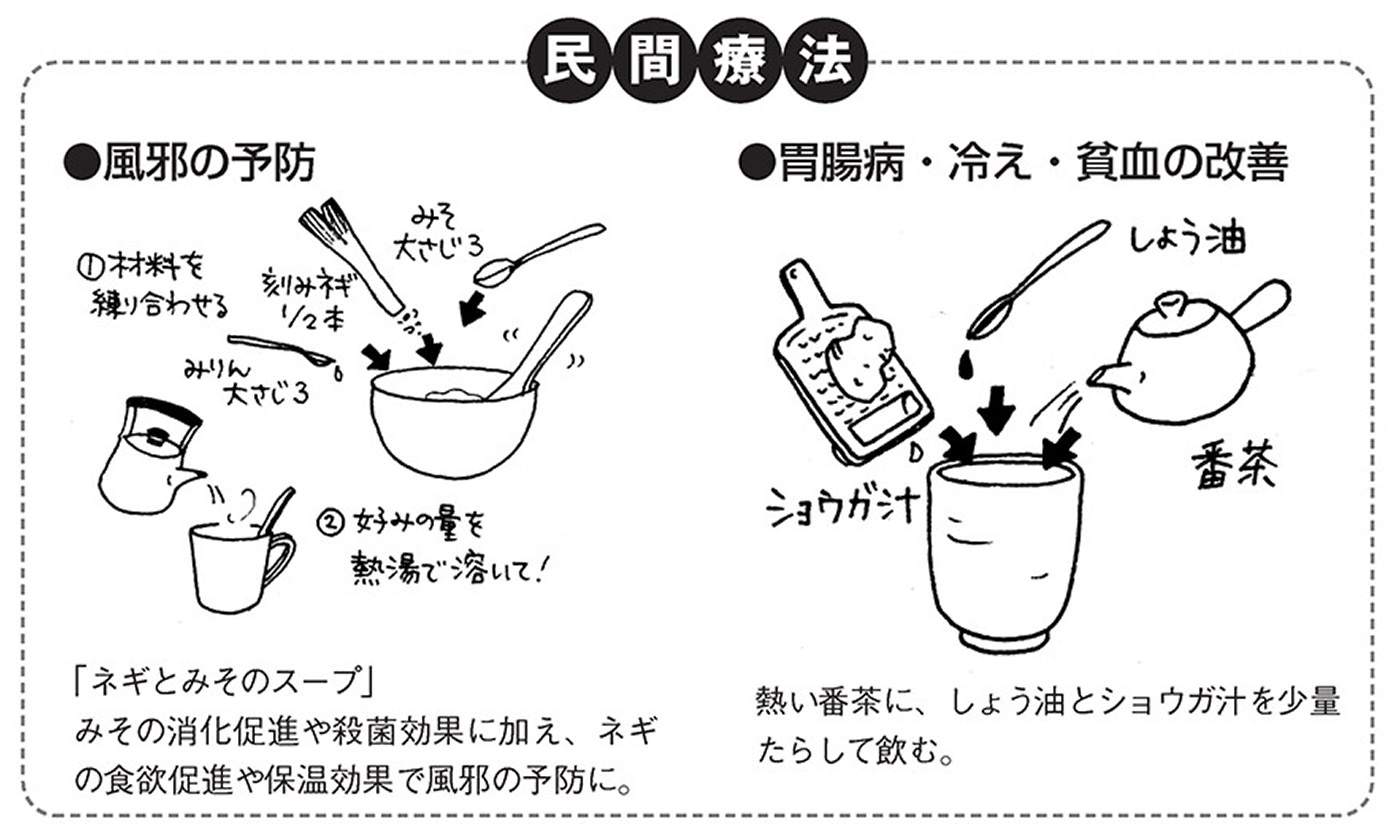 民間療法
●風邪の予防
①材料を
練り合わせる
刻みネギ
1/2本
みそ
大さじ3
みりん
大さじ3
②好みの量を
熱湯で溶いて!
「ネギとみそのスープ」
みその消化促進や殺菌効果に加え、ネギ
の食欲促進や保温効果で風邪の予防に。
●胃腸病・冷え・貧血の改善
しょう油
ショウガ汁
番茶
熱い番茶に、しょう油とショウガ汁を少量
たらして飲む。